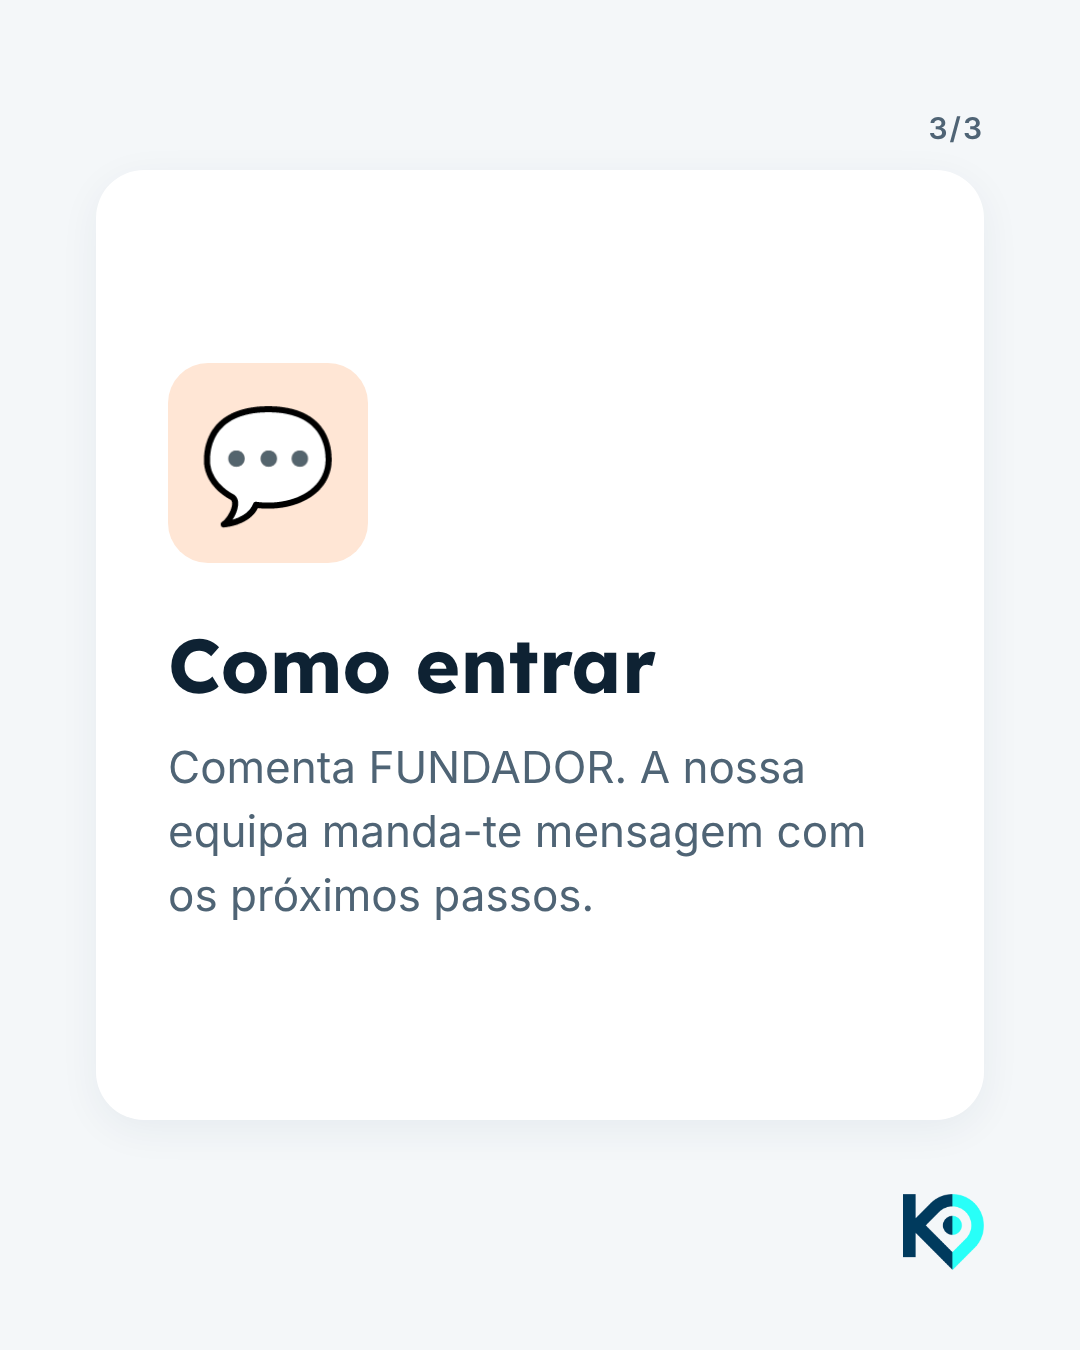 3/3
Como entrar
Comenta FUNDADOR. A nossa
equipa manda-te mensagem com
os próximos passos.